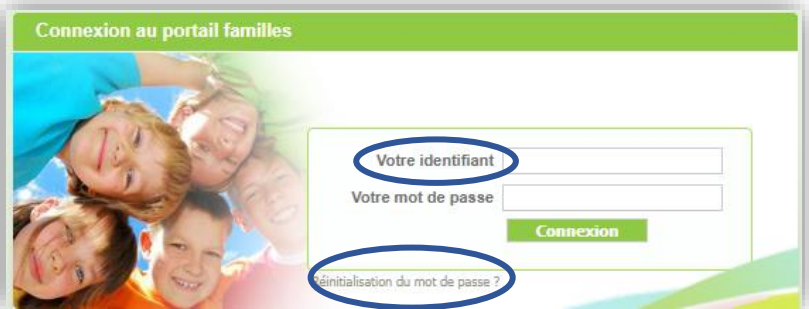 Connexion au portail familles
Votre identifiant
Votre mot de passe
Connexion
Réinitialisation du mot de passe ?